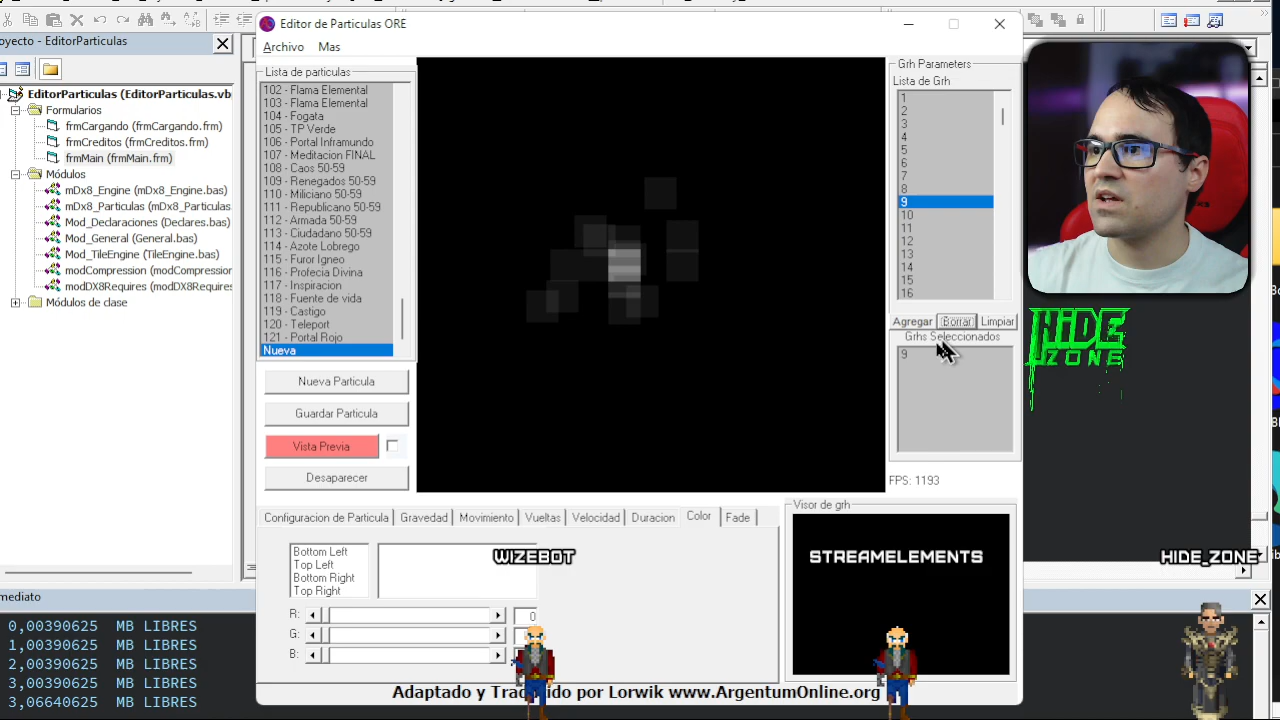 Editor de Particulas ORE
oyecto - EditorParticulas
Archivo Mas
EditorParticulas (EditorParticulas.vb
Formularios
frmCargando (frmCargando.frm)
frmCreditos (frmCreditos.frm)
frmMain (frmMain.frm)
Módulos
mDx8_Engine (mDx8_Engine.bas)
mDx8_Particulas (mDx8_Particulas
Mod_Declaraciones (Declares.bas)
Mod_General (General.bas)
Mod_TileEngine (TileEngine.bas)
modCompression (modCompression
modDX8Requires (modDX8Requires
Módulos de clase
Lista de particulas
102 - Flama Elemental
103 - Flama Elemental
104 - Fogata
105 - TP Verde
106 - Portal Inframundo
107 - Meditacion FINAL
108 - Caos 50-59
109 - Renegados 50-59
110 - Miliciano 50-59
111 - Republicano 50-59
112 - Armada 50-59
113 - Ciudadano 50-59
114 - Azote Lobrego
115 - Furor Igneo
116 - Profecia Divina
117 - Inspiracion
118 - Fuente de vida
119 - Castigo
120 - Teleport
121 - Portal Rojo
Nueva
Nueva Particula
Guardar Particula
Vista Previa
Desaparecer
Grh Parameters
Lista de Grh
1
2
3
4
5
6
7
8
9
10
11
12
13
14
15
16
Agregar Borrar Limpiar
Grhs Seleccionados
9
FPS: 1193
HIDE
ZONE
Configuracion de Particula Gravedad Movimiento Vueltas Velocidad Duracion Color Fade
Bottom Left
Top Left
Bottom Right
Top Right
R: 0
G:
B:
Visor de grh
WIZEBOT
STREAMELEMENTS
HIDE_ZONE
mediato
0,00390625 MB LIBRES
1,00390625 MB LIBRES
2,00390625 MB LIBRES
3,00390625 MB LIBRES
3,06640625 MB LIBRES